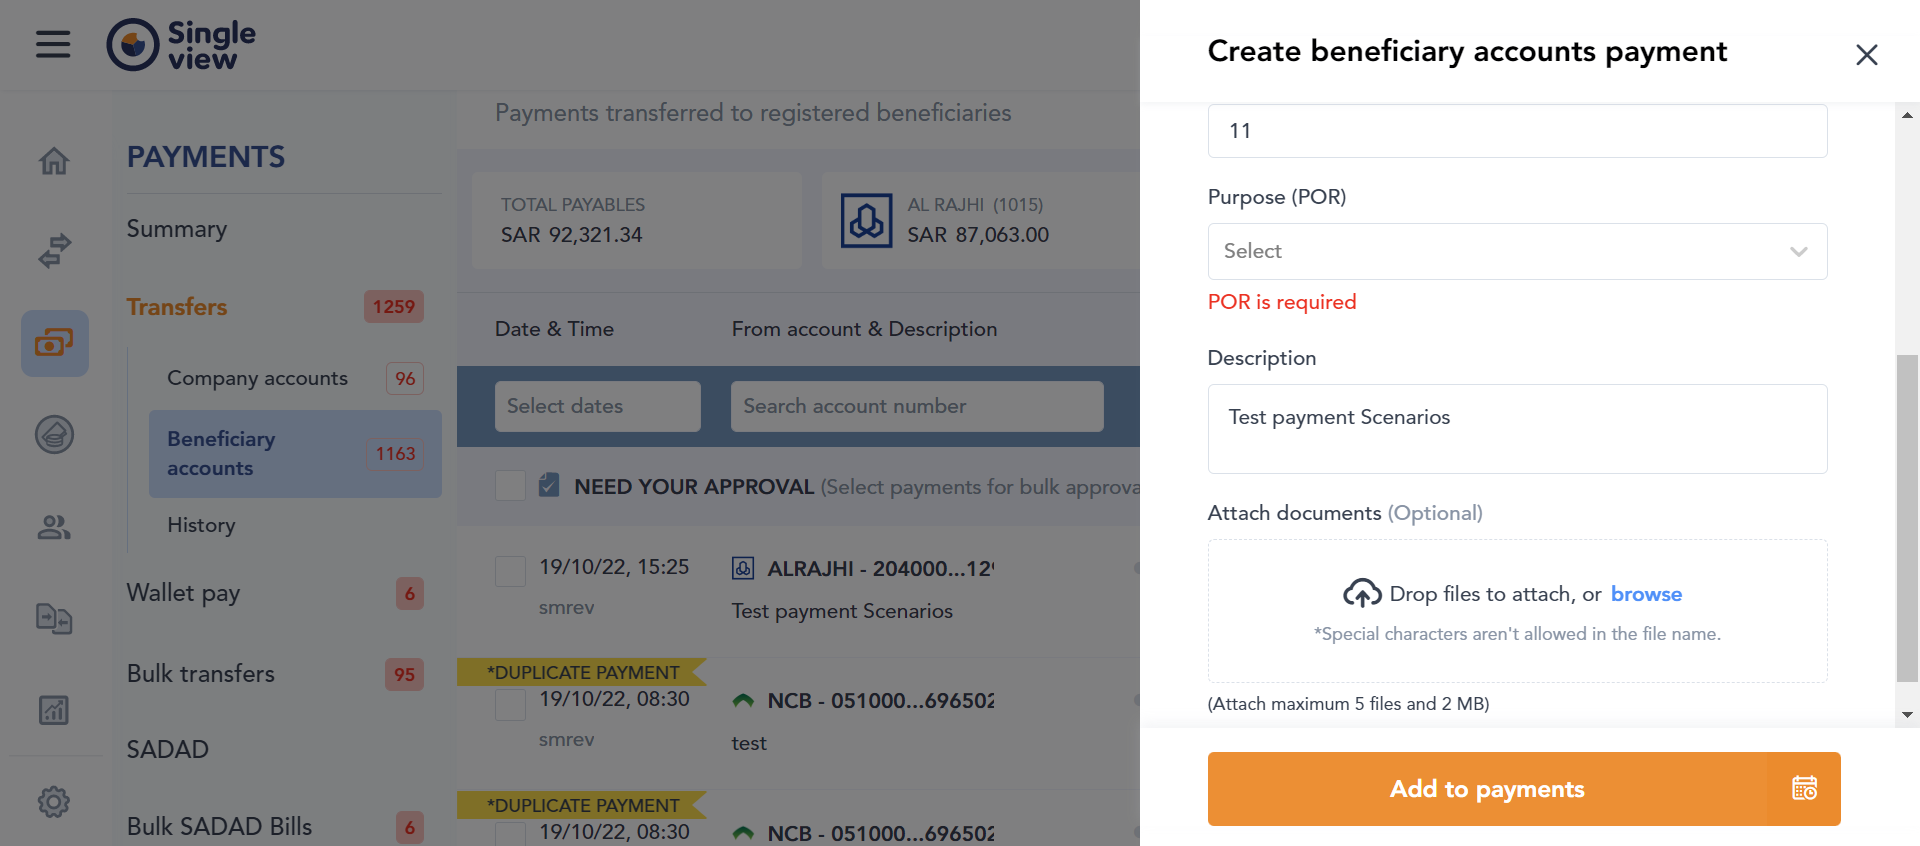 Single
view
PAYMENTS
Summary
Transfers 1259
Company accounts 96
Beneficiary
accounts 1163
History
Wallet pay 6
Bulk transfers 95
SADAD
Bulk SADAD Bills 6
Payments transferred to registered beneficiaries
TOTAL PAYABLES
SAR 92,321.34
AL RAJHI (1015)
SAR 87,063.00
Date & Time From account & Description
Select dates Search account number
NEED YOUR APPROVAL (Select payments for bulk approva
19/10/22, 15:25 ALRAJHI - 204000...129
smrev Test payment Scenarios
*DUPLICATE PAYMENT
19/10/22, 08:30 NCB - 051000...696502
smrev test
*DUPLICATE PAYMENT
19/10/22, 08:30 NCB - 051000...696502
Create beneficiary accounts payment
11
Purpose (POR)
Select
POR is required
Description
Test payment Scenarios
Attach documents (Optional)
Drop files to attach, or browse
*Special characters aren't allowed in the file name.
(Attach maximum 5 files and 2 MB)
Add to payments